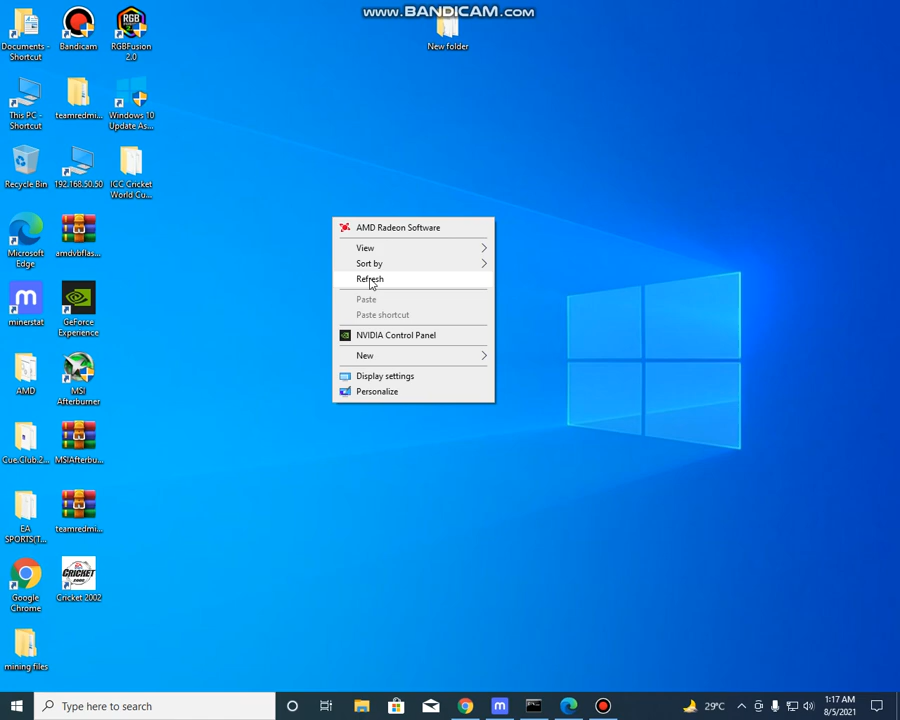 www.BANDICAM.com
Documents -
Shortcut
Bandicam
RGB
RGBFusion
2.0
New folder
This PC -
Shortcut
teamredmi...
Windows 10
Update As...
Recycle Bin
192.168.50.50
ICC Cricket
World Cu...
Microsoft
Edge
amdvbflas...
m
minerstat
GeForce
Experience
AMD
MSI
Afterburner
Cue.Club.2...
MSIAfterbu...
EA
SPORTS(T...
teamredmi...
Google
Chrome
CRICKET
2002
Cricket 2002
mining files
AMD Radeon Software
View
Sort by
Refresh
Paste
Paste shortcut
NVIDIA Control Panel
New
Display settings
Personalize
Type here to search
m
29°C
1:17 AM
8/5/2021